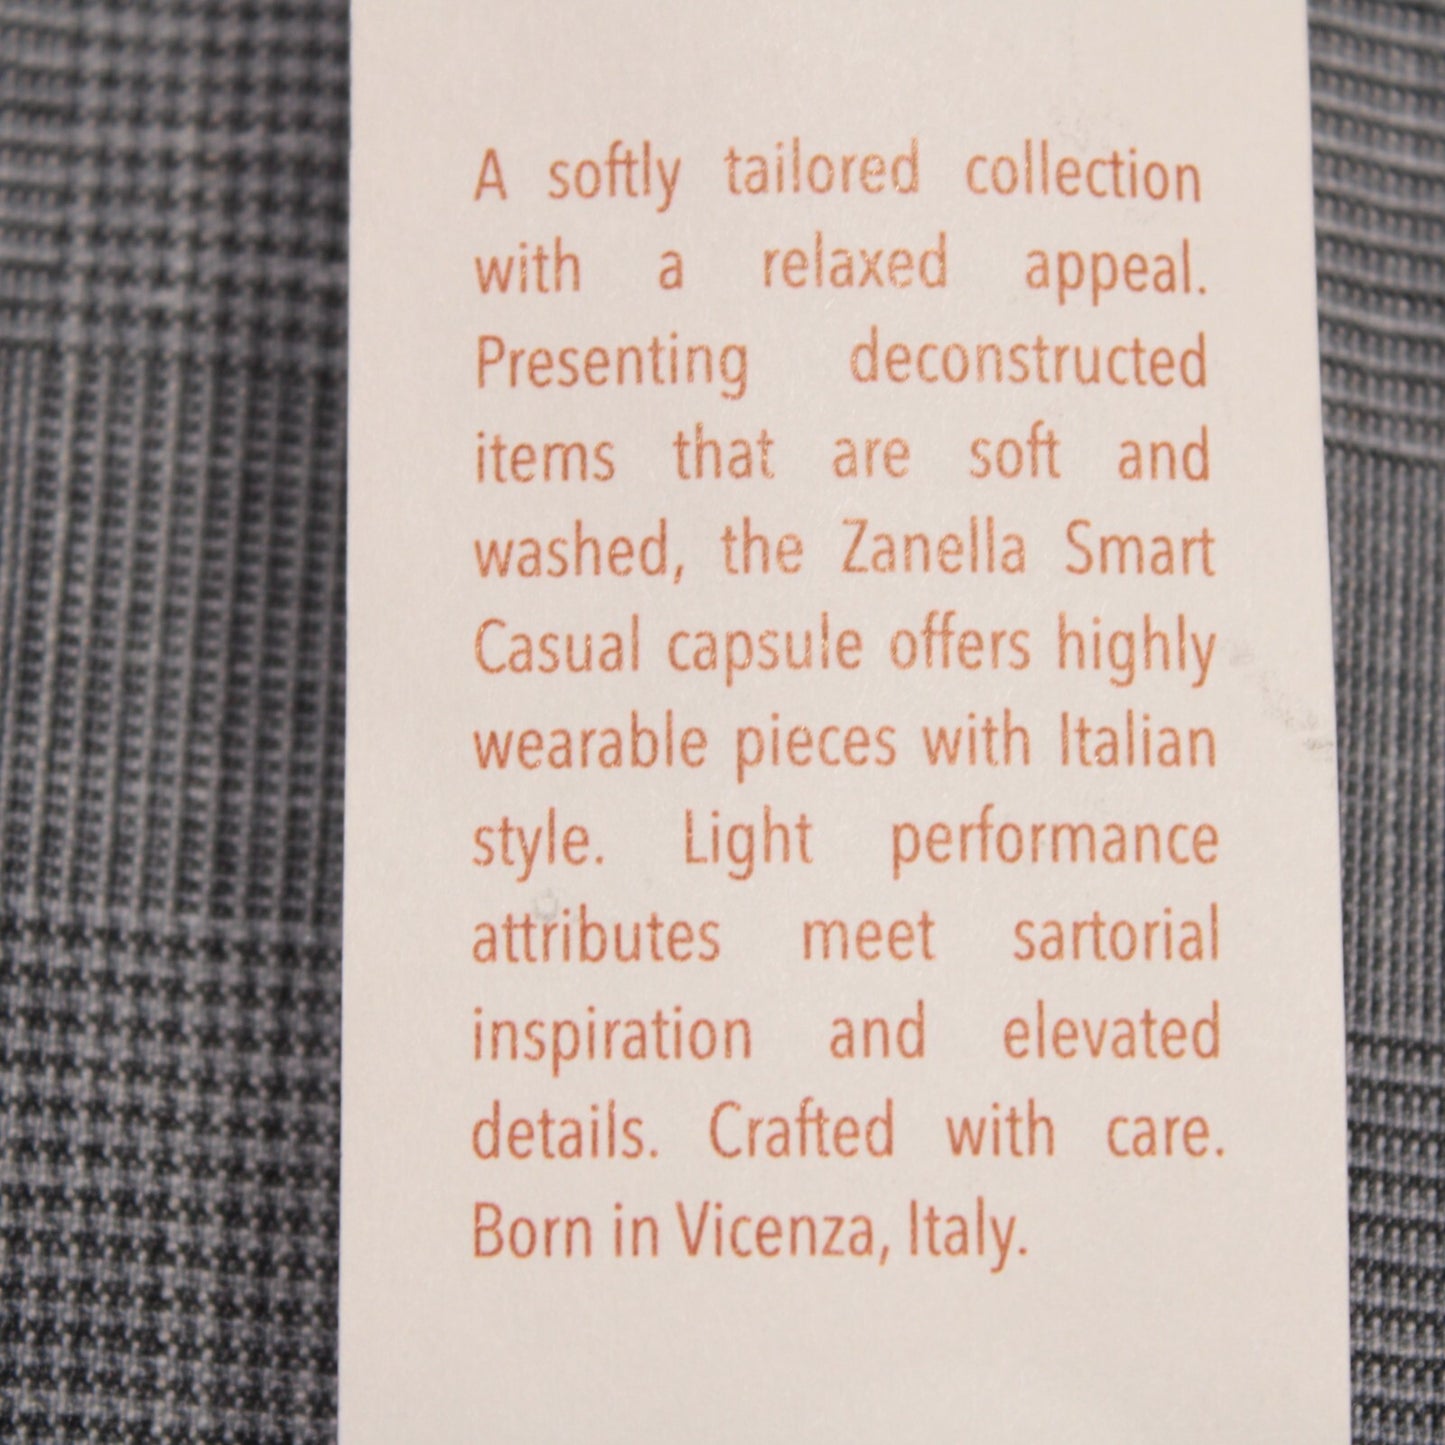 A softly tailored collection
with a relaxed appeal.
Presenting deconstructed
items that are soft and
washed, the Zanella Smart
Casual capsule offers highly
wearable pieces with Italian
style. Light performance
attributes meet sartorial
inspiration and elevated
details. Crafted with care.
Born in Vicenza, Italy.